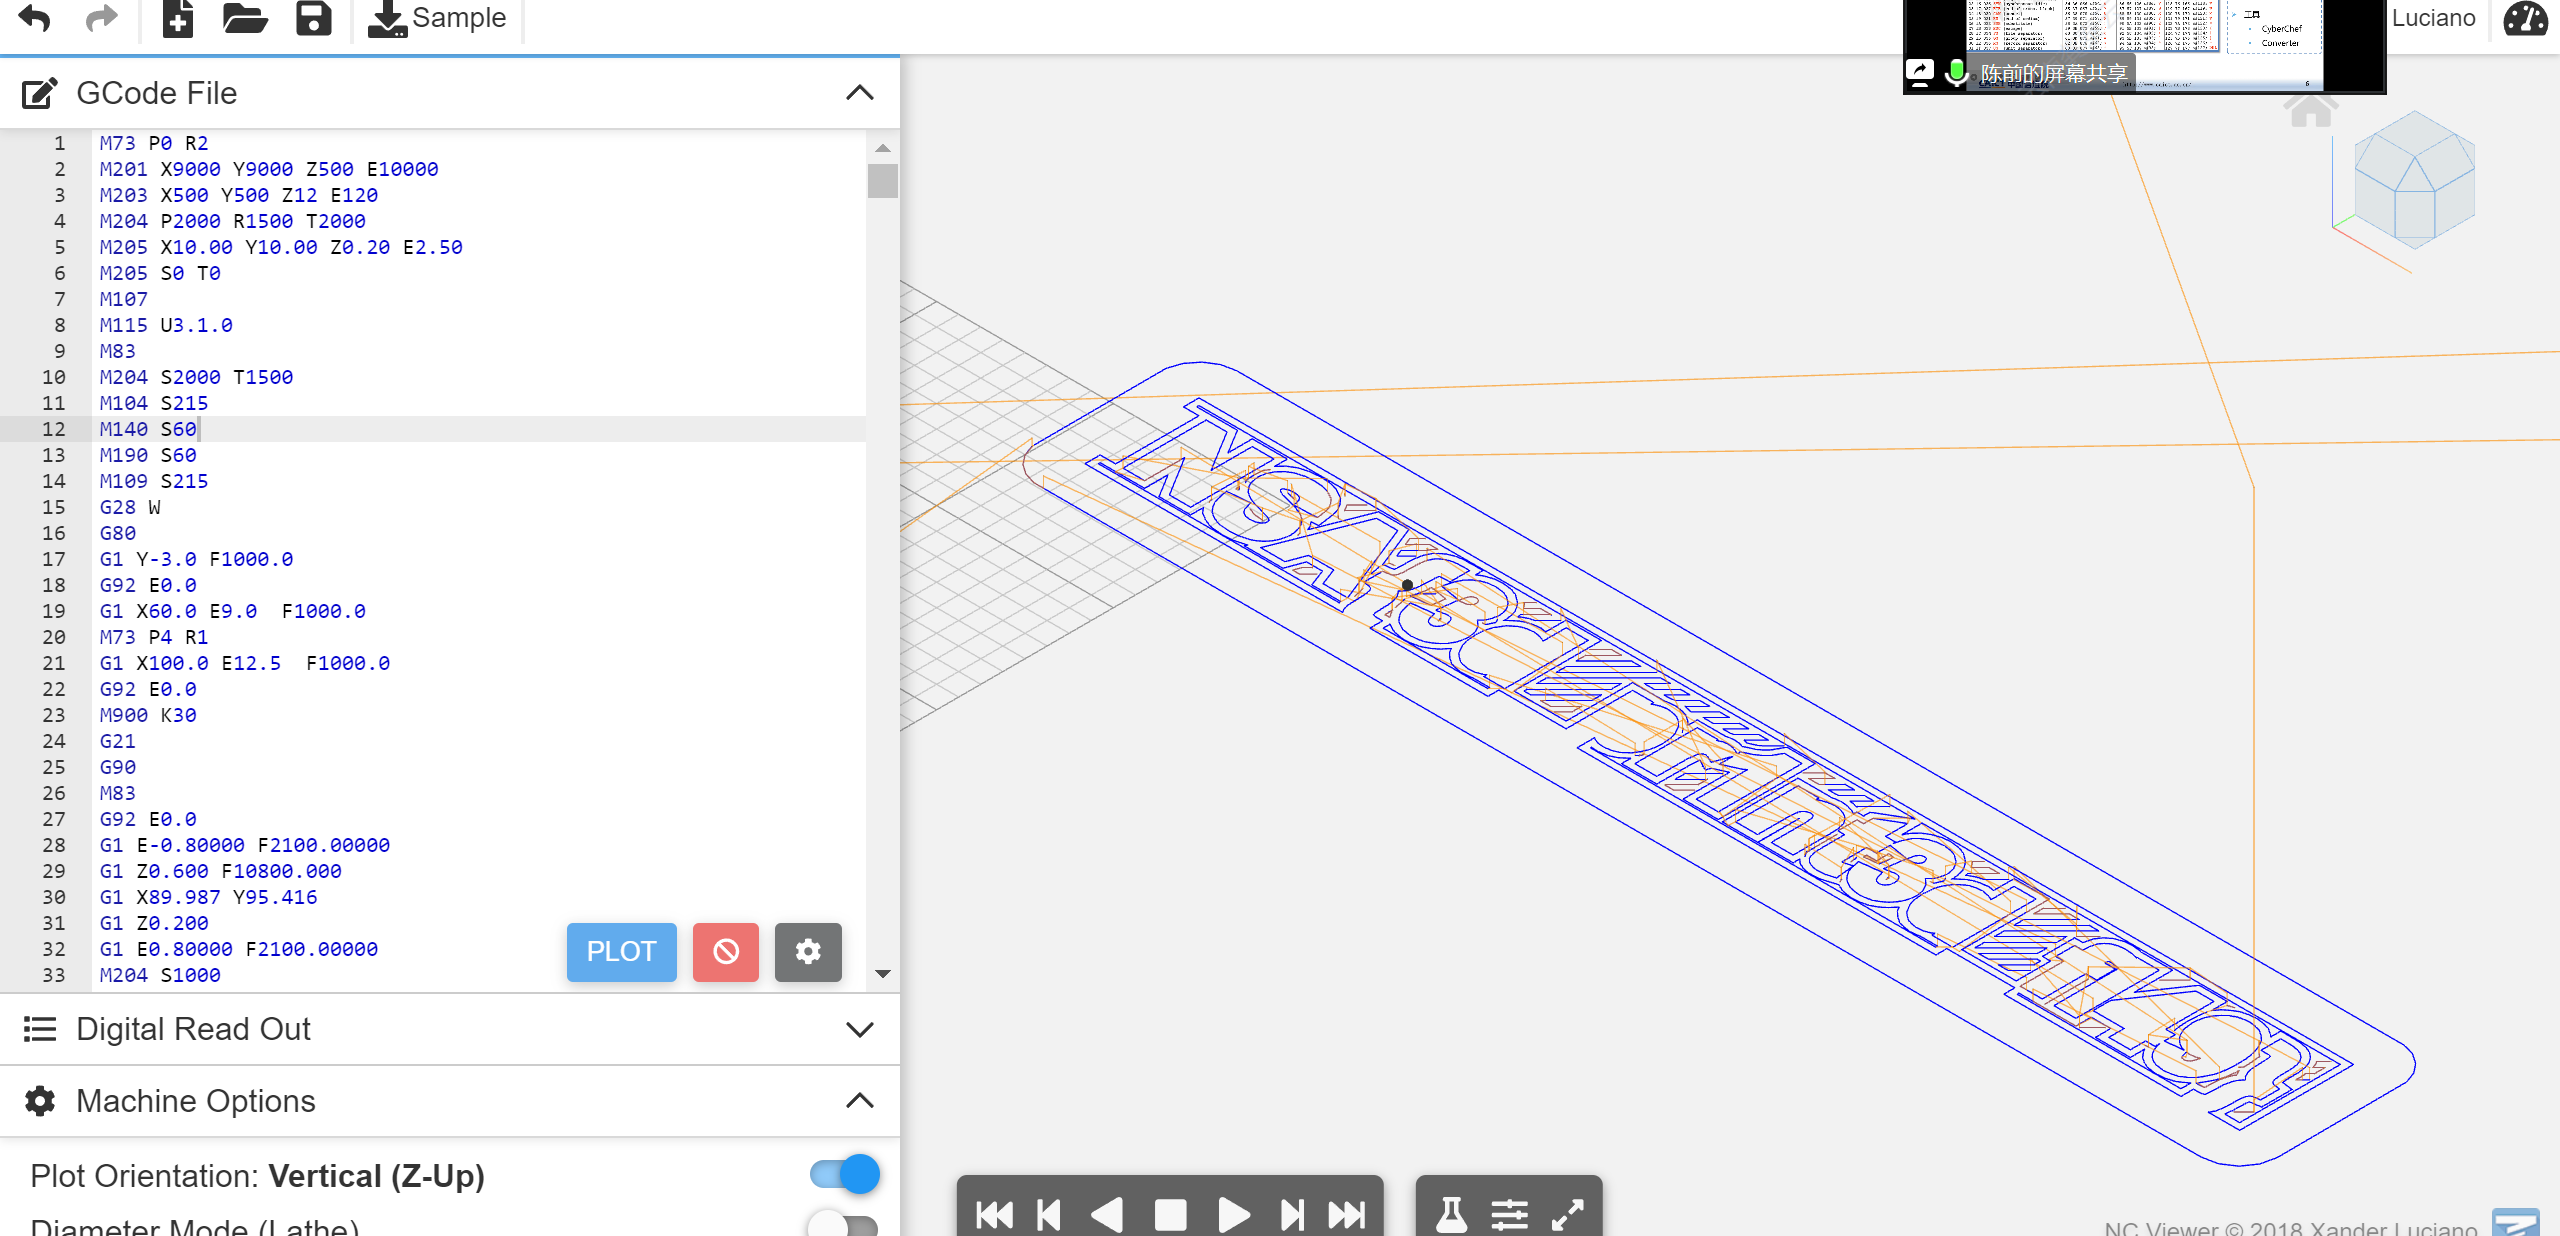 Sample
Luciano
CyberChef
Converter
工具
陈前的屏幕共享
GCode File
1 M73 P0 R2
2 M201 X9000 Y9000 Z500 E10000
3 M203 X500 Y500 Z12 E120
4 M204 P2000 R1500 T2000
5 M205 X10.00 Y10.00 Z0.20 E2.50
6 M205 S0 T0
7 M107
8 M115 U3.1.0
9 M83
10 M204 S2000 T1500
11 M104 S215
12 M140 S60
13 M190 S60
14 M109 S215
15 G28 W
16 G80
17 G1 Y-3.0 F1000.0
18 G92 E0.0
19 G1 X60.0 E9.0  F1000.0
20 M73 P4 R1
21 G1 X100.0 E12.5  F1000.0
22 G92 E0.0
23 M900 K30
24 G21
25 G90
26 M83
27 G92 E0.0
28 G1 E-0.80000 F2100.00000
29 G1 Z0.600 F10800.000
30 G1 X89.987 Y95.416
31 G1 Z0.200
32 G1 E0.80000 F2100.00000
33 M204 S1000
PLOT
Digital Read Out
Machine Options
Plot Orientation: Vertical (Z-Up)
Diameter Mode (Lathe)
NC Viewer © 2018 Xander Luciano